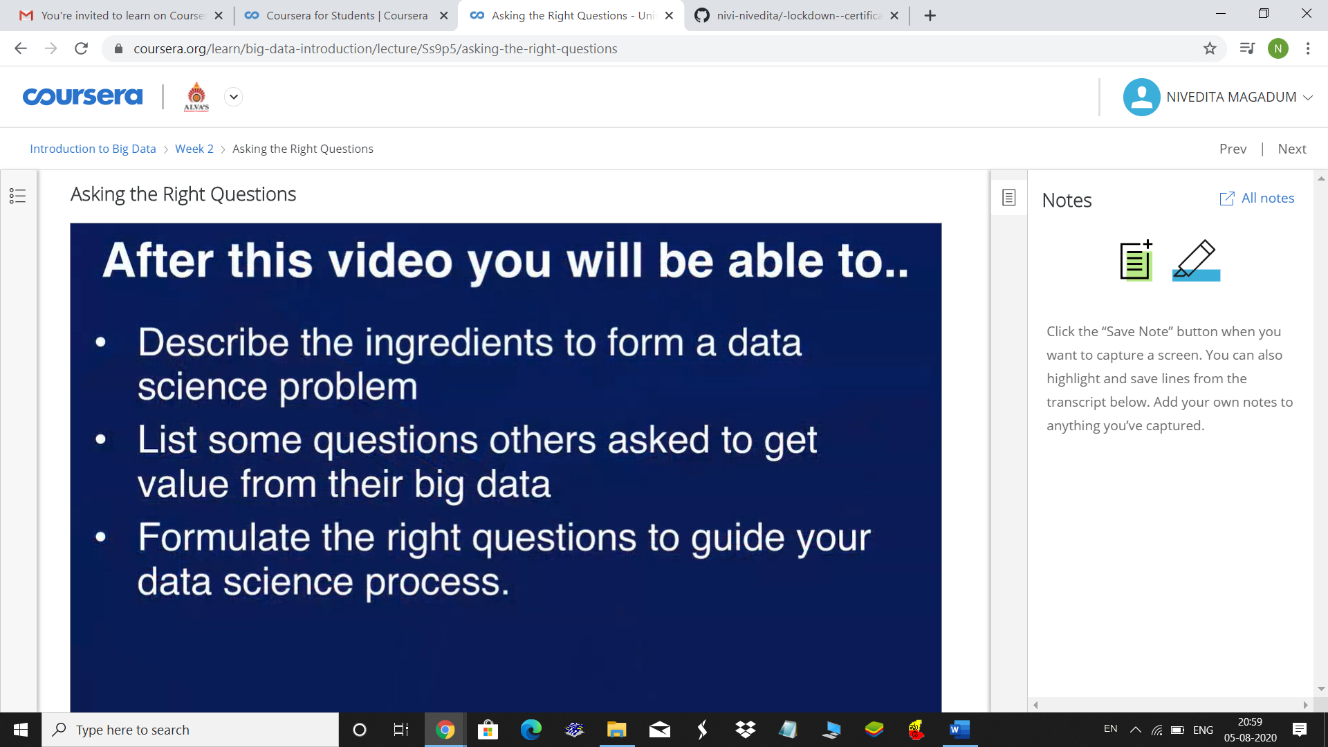 You're invited to learn on Course
Coursera for Students | Coursera
Asking the Right Questions - Uni
nivi-nivedita/-lockdown--certifica
coursera.org/learn/big-data-introduction/lecture/Ss9p5/asking-the-right-questions
N
coursera
ALVA'S
NIVEDITA MAGADUM
Introduction to Big Data > Week 2 > Asking the Right Questions
Prev | Next
Asking the Right Questions
After this video you will be able to..
• Describe the ingredients to form a data
science problem
• List some questions others asked to get
value from their big data
• Formulate the right questions to guide your
data science process.
Notes
All notes
Click the “Save Note” button when you
want to capture a screen. You can also
highlight and save lines from the
transcript below. Add your own notes to
anything you’ve captured.
Type here to search
EN
ENG
20:59
05-08-2020